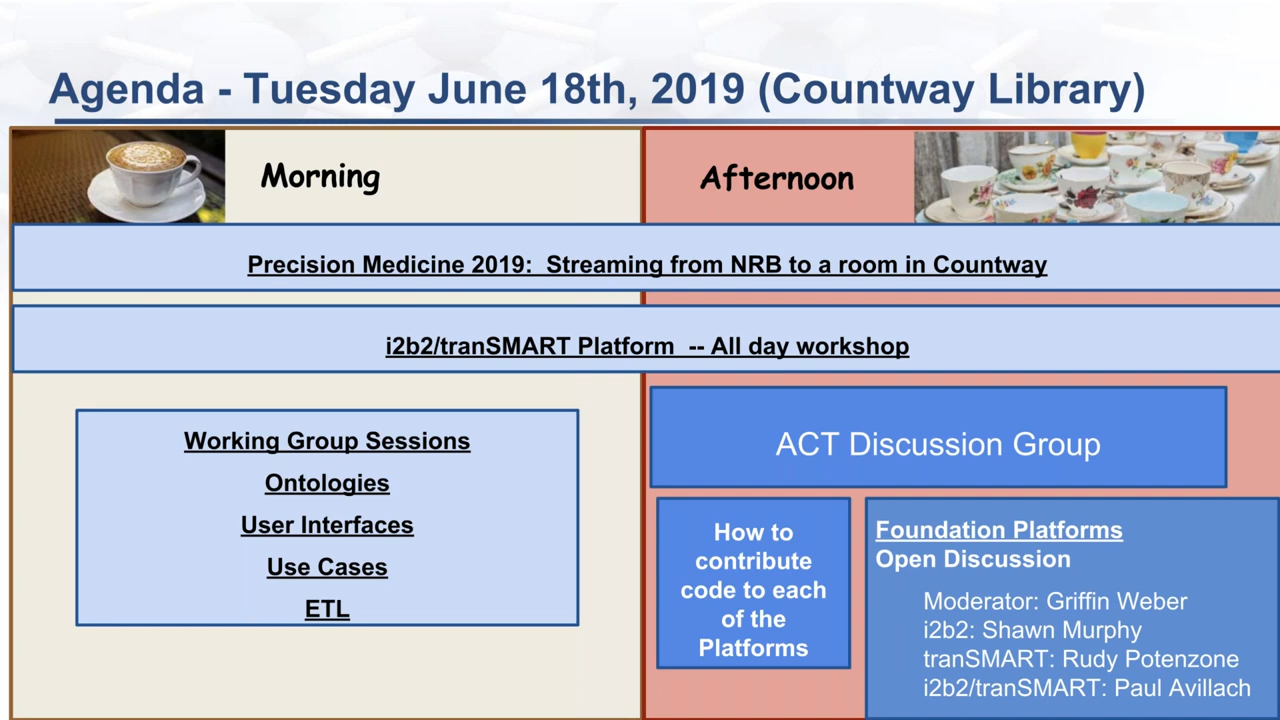 Agenda - Tuesday June 18th, 2019 (Countway Library)
Morning
Afternoon
Precision Medicine 2019:  Streaming from NRB to a room in Countway
i2b2/tranSMART Platform  -- All day workshop
Working Group Sessions
Ontologies
User Interfaces
Use Cases
ETL
ACT Discussion Group
How to
contribute
code to each
of the
Platforms
Foundation Platforms
Open Discussion
Moderator: Griffin Weber
i2b2: Shawn Murphy
tranSMART: Rudy Potenzone
i2b2/tranSMART: Paul Avillach